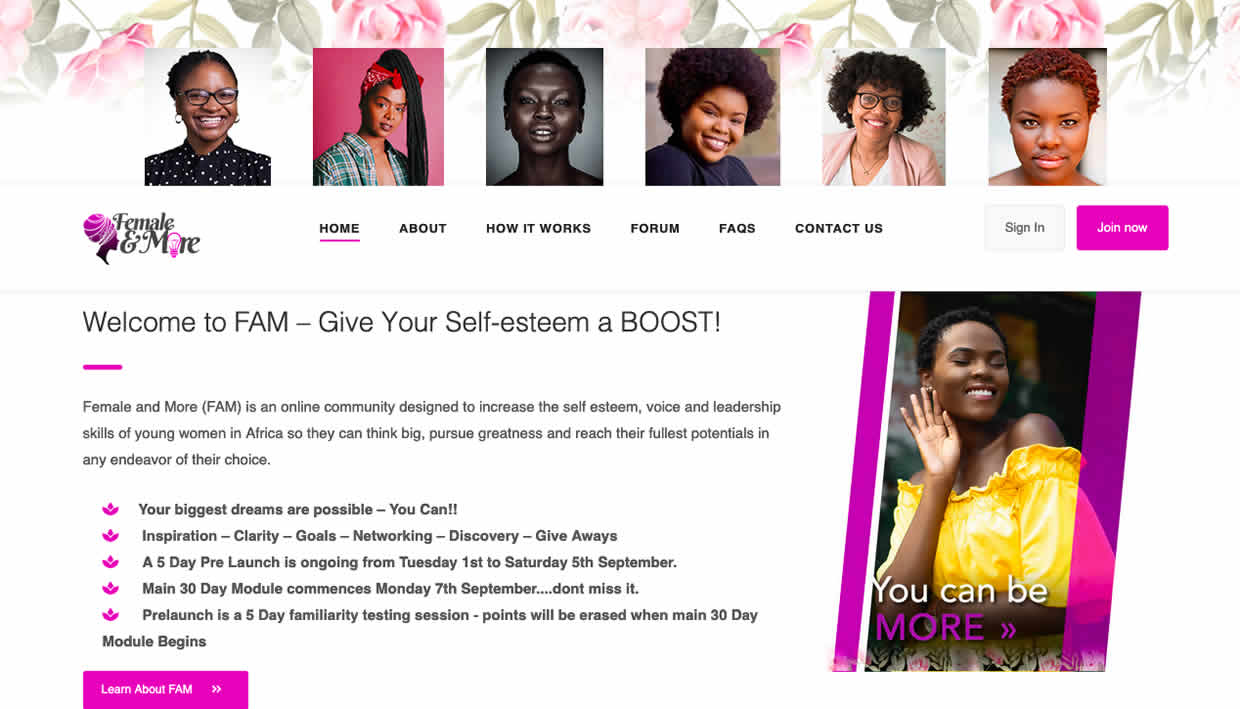 Female
& More
HOME
ABOUT
HOW IT WORKS
FORUM
FAQS
CONTACT US
Sign In
Join now
Welcome to FAM – Give Your Self-esteem a BOOST!
Female and More (FAM) is an online community designed to increase the self esteem, voice and leadership
skills of young women in Africa so they can think big, pursue greatness and reach their fullest potentials in
any endeavor of their choice.
Your biggest dreams are possible – You Can!!
Inspiration – Clarity – Goals – Networking – Discovery – Give Aways
A 5 Day Pre Launch is ongoing from Tuesday 1st to Saturday 5th September.
Main 30 Day Module commences Monday 7th September....dont miss it.
Prelaunch is a 5 Day familiarity testing session - points will be erased when main 30 Day
Module Begins
Learn About FAM »
You can be
MORE »